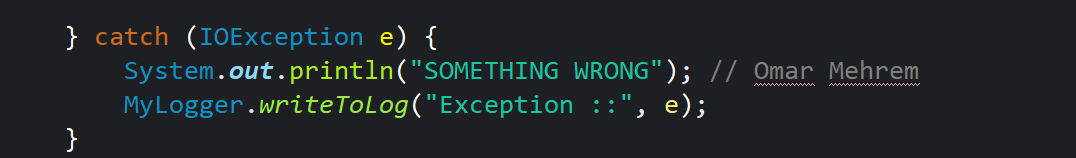 } catch (IOException e) {
System.out.println("SOMETHING WRONG"); // Omar Mehrem
MyLogger.writeToLog("Exception ::", e);
}